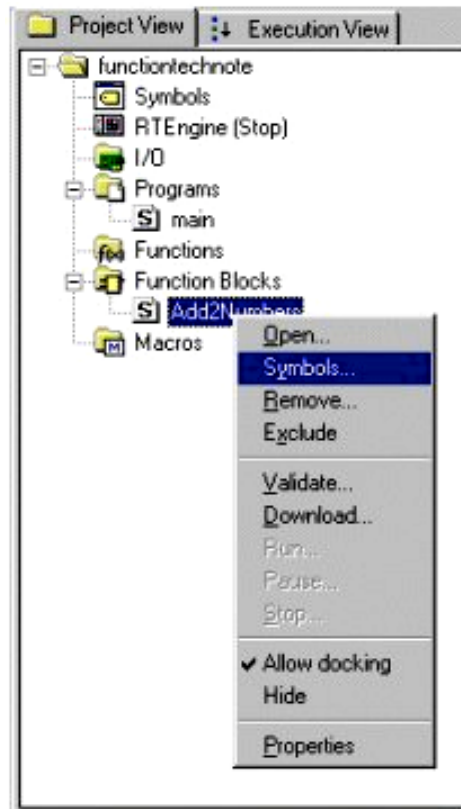 Project View
Execution View
functiontechnote
Symbols
RTEngine (Stop)
I/O
Programs
S main
f(x) Functions
Function Blocks
S Add2Numbers
M Macros
Open...
Symbols...
Remove...
Exclude
Validate...
Download...
Run...
Pause...
Stop...
Allow docking
Hide
Properties